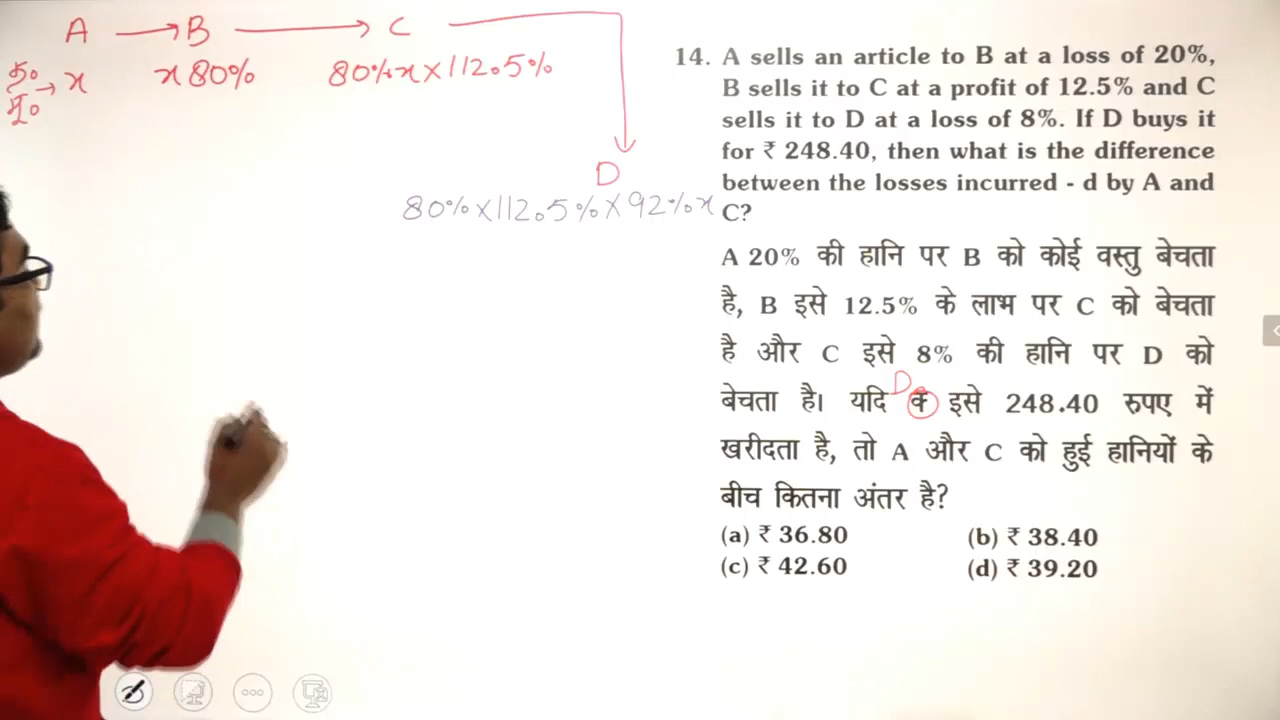 A → B → C
क्र०
मू० → x x80% 80%x×112.5%
D
80%×112.5%×92%x
14. A sells an article to B at a loss of 20%,
B sells it to C at a profit of 12.5% and C
sells it to D at a loss of 8%. If D buys it
for ₹ 248.40, then what is the difference
between the losses incurred - d by A and
C?
A 20% की हानि पर B को कोई वस्तु बेचता
है, B इसे 12.5% के लाभ पर C को बेचता
है और C इसे 8% की हानि पर D को
D
बेचता है। यदि क इसे 248.40 रुपए में
खरीदता है, तो A और C को हुई हानियों के
बीच कितना अंतर है?
(a) ₹ 36.80 (b) ₹ 38.40
(c) ₹ 42.60 (d) ₹ 39.20